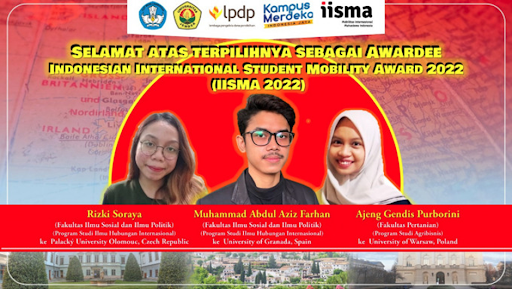 lpdp
Kampus
Merdeka
INDONESIA JAYA
iisma
SELAMAT ATAS TERPILIHNYA SEBAGAI AWARDEE
INDONESIAN INTERNATIONAL STUDENT MOBILITY AWARD 2022
(IISMA 2022)
Rizki Soraya
(Fakultas Ilmu Sosial dan Ilmu Politik)
(Program Studi Ilmu Hubungan Internasional)
ke Palacký University Olomouc, Czech Republic
Muhammad Abdul Aziz Farhan
(Fakultas Ilmu Sosial dan Ilmu Politik)
(Program Studi Ilmu Hubungan Internasional)
ke University of Granada, Spain
Ajeng Gendis Purborini
(Fakultas Pertanian)
(Program Studi Agribisnis)
ke University of Warsaw, Poland